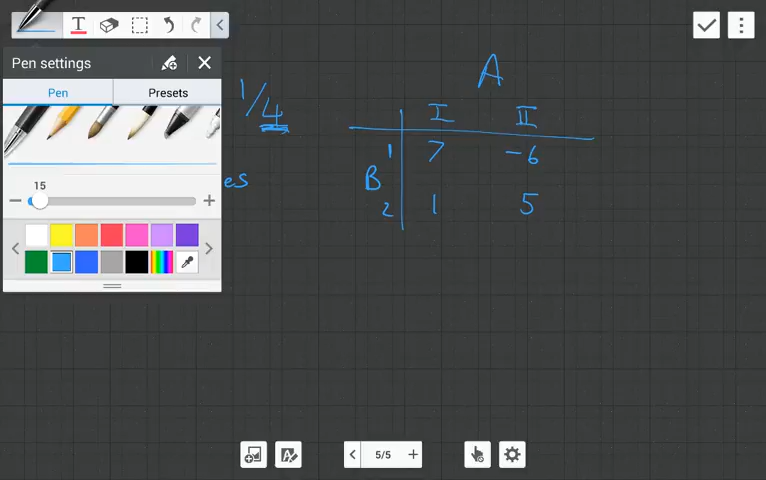 T
Pen settings
Pen Presets
15
1/4
es
A
I II
1 7 -6
B
2 1 5
5/5
A